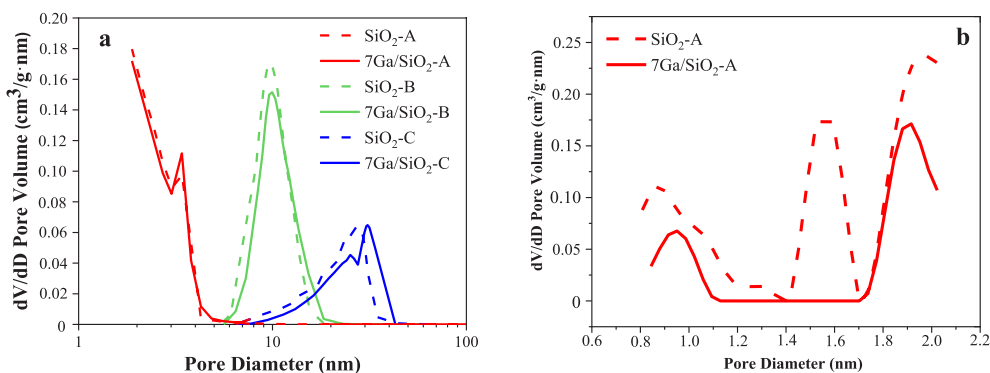 a
SiO₂-A
7Ga/SiO₂-A
SiO₂-B
7Ga/SiO₂-B
SiO₂-C
7Ga/SiO₂-C
dV/dD Pore Volume (cm³/g·nm)
0.20
0.18
0.16
0.14
0.12
0.10
0.08
0.06
0.04
0.02
0
1
10
100
Pore Diameter (nm)
b
SiO₂-A
7Ga/SiO₂-A
dV/dD Pore Volume (cm³/g·nm)
0.25
0.20
0.15
0.10
0.05
0
0.6
0.8
1.0
1.2
1.4
1.6
1.8
2.0
2.2
Pore Diameter (nm)